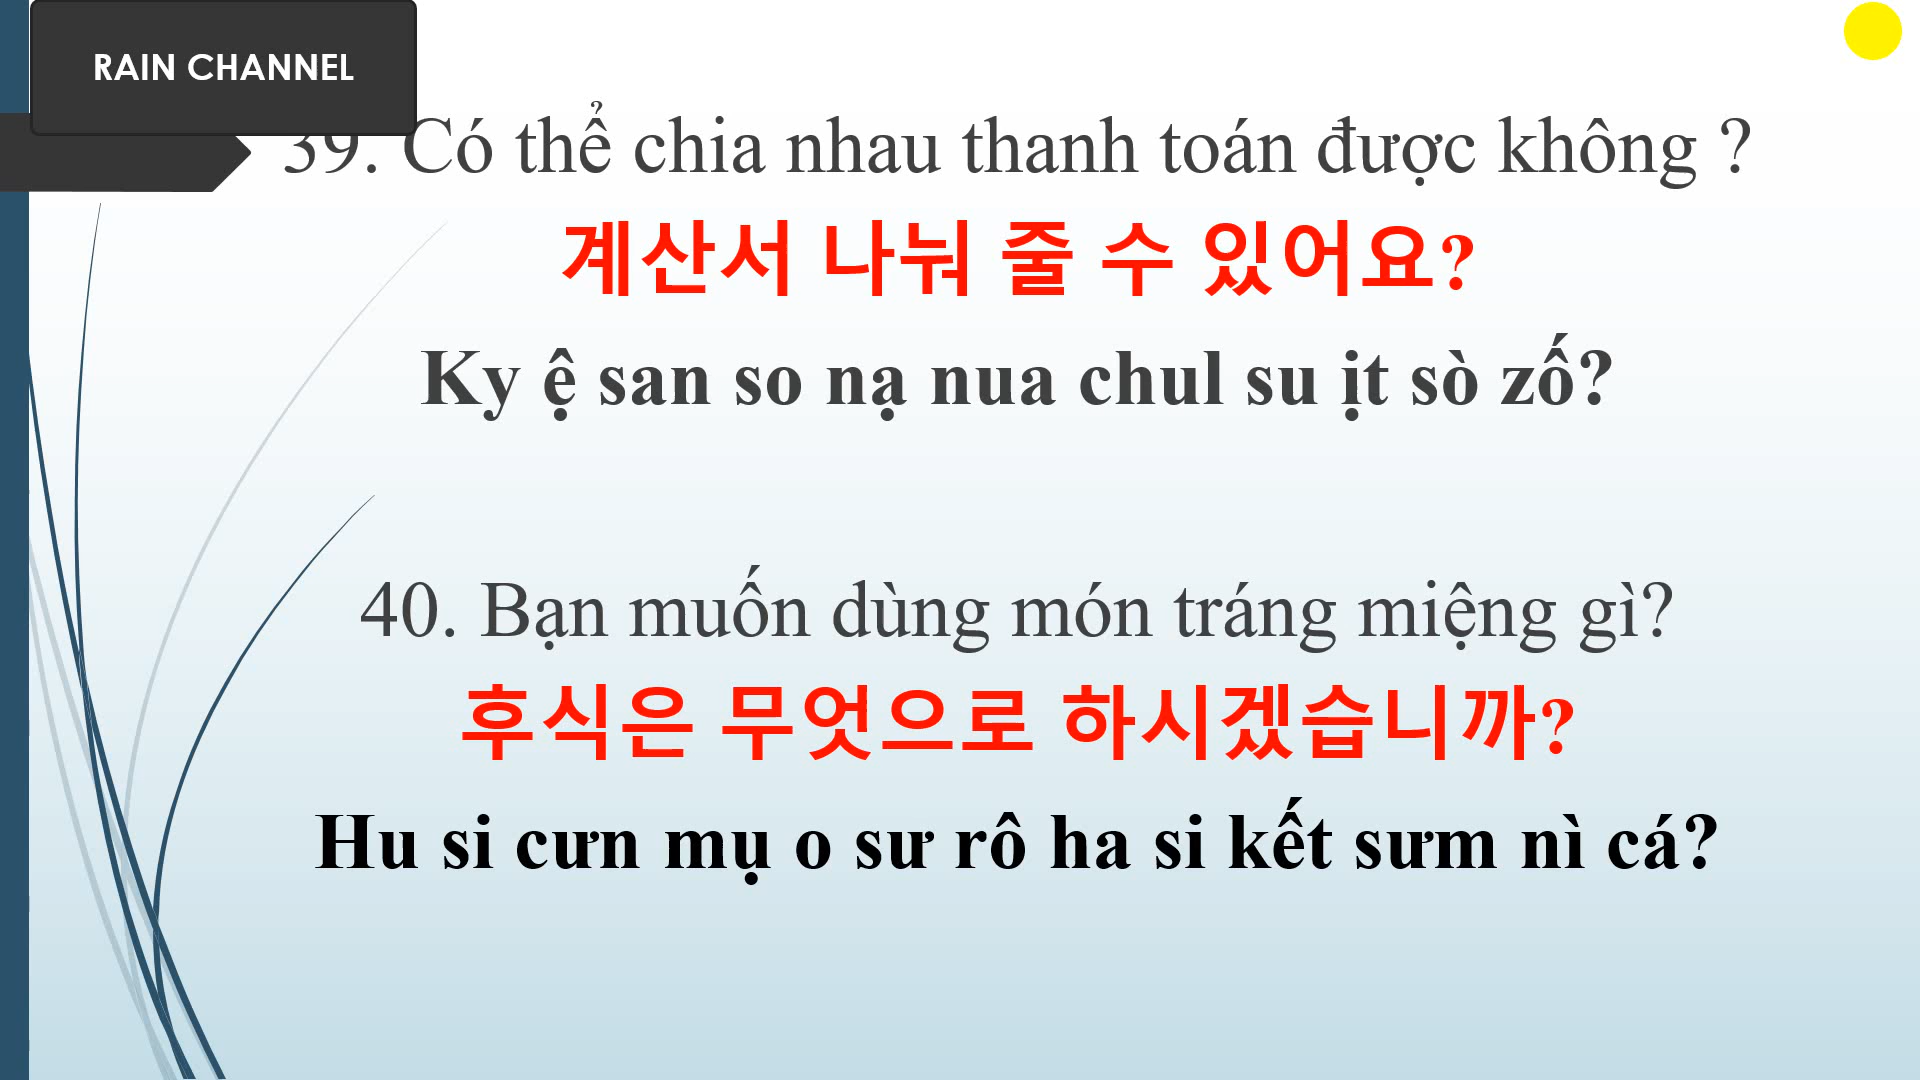 RAIN CHANNEL
39. Có thể chia nhau thanh toán được không ?
계산서 나눠 줄 수 있어요?
Ky ệ san so nạ nua chul su ịt sò zố?
40. Bạn muốn dùng món tráng miệng gì?
후식은 무엇으로 하시겠습니까?
Hu si cưn mụ o sư rô ha si kết sưm nì cá?